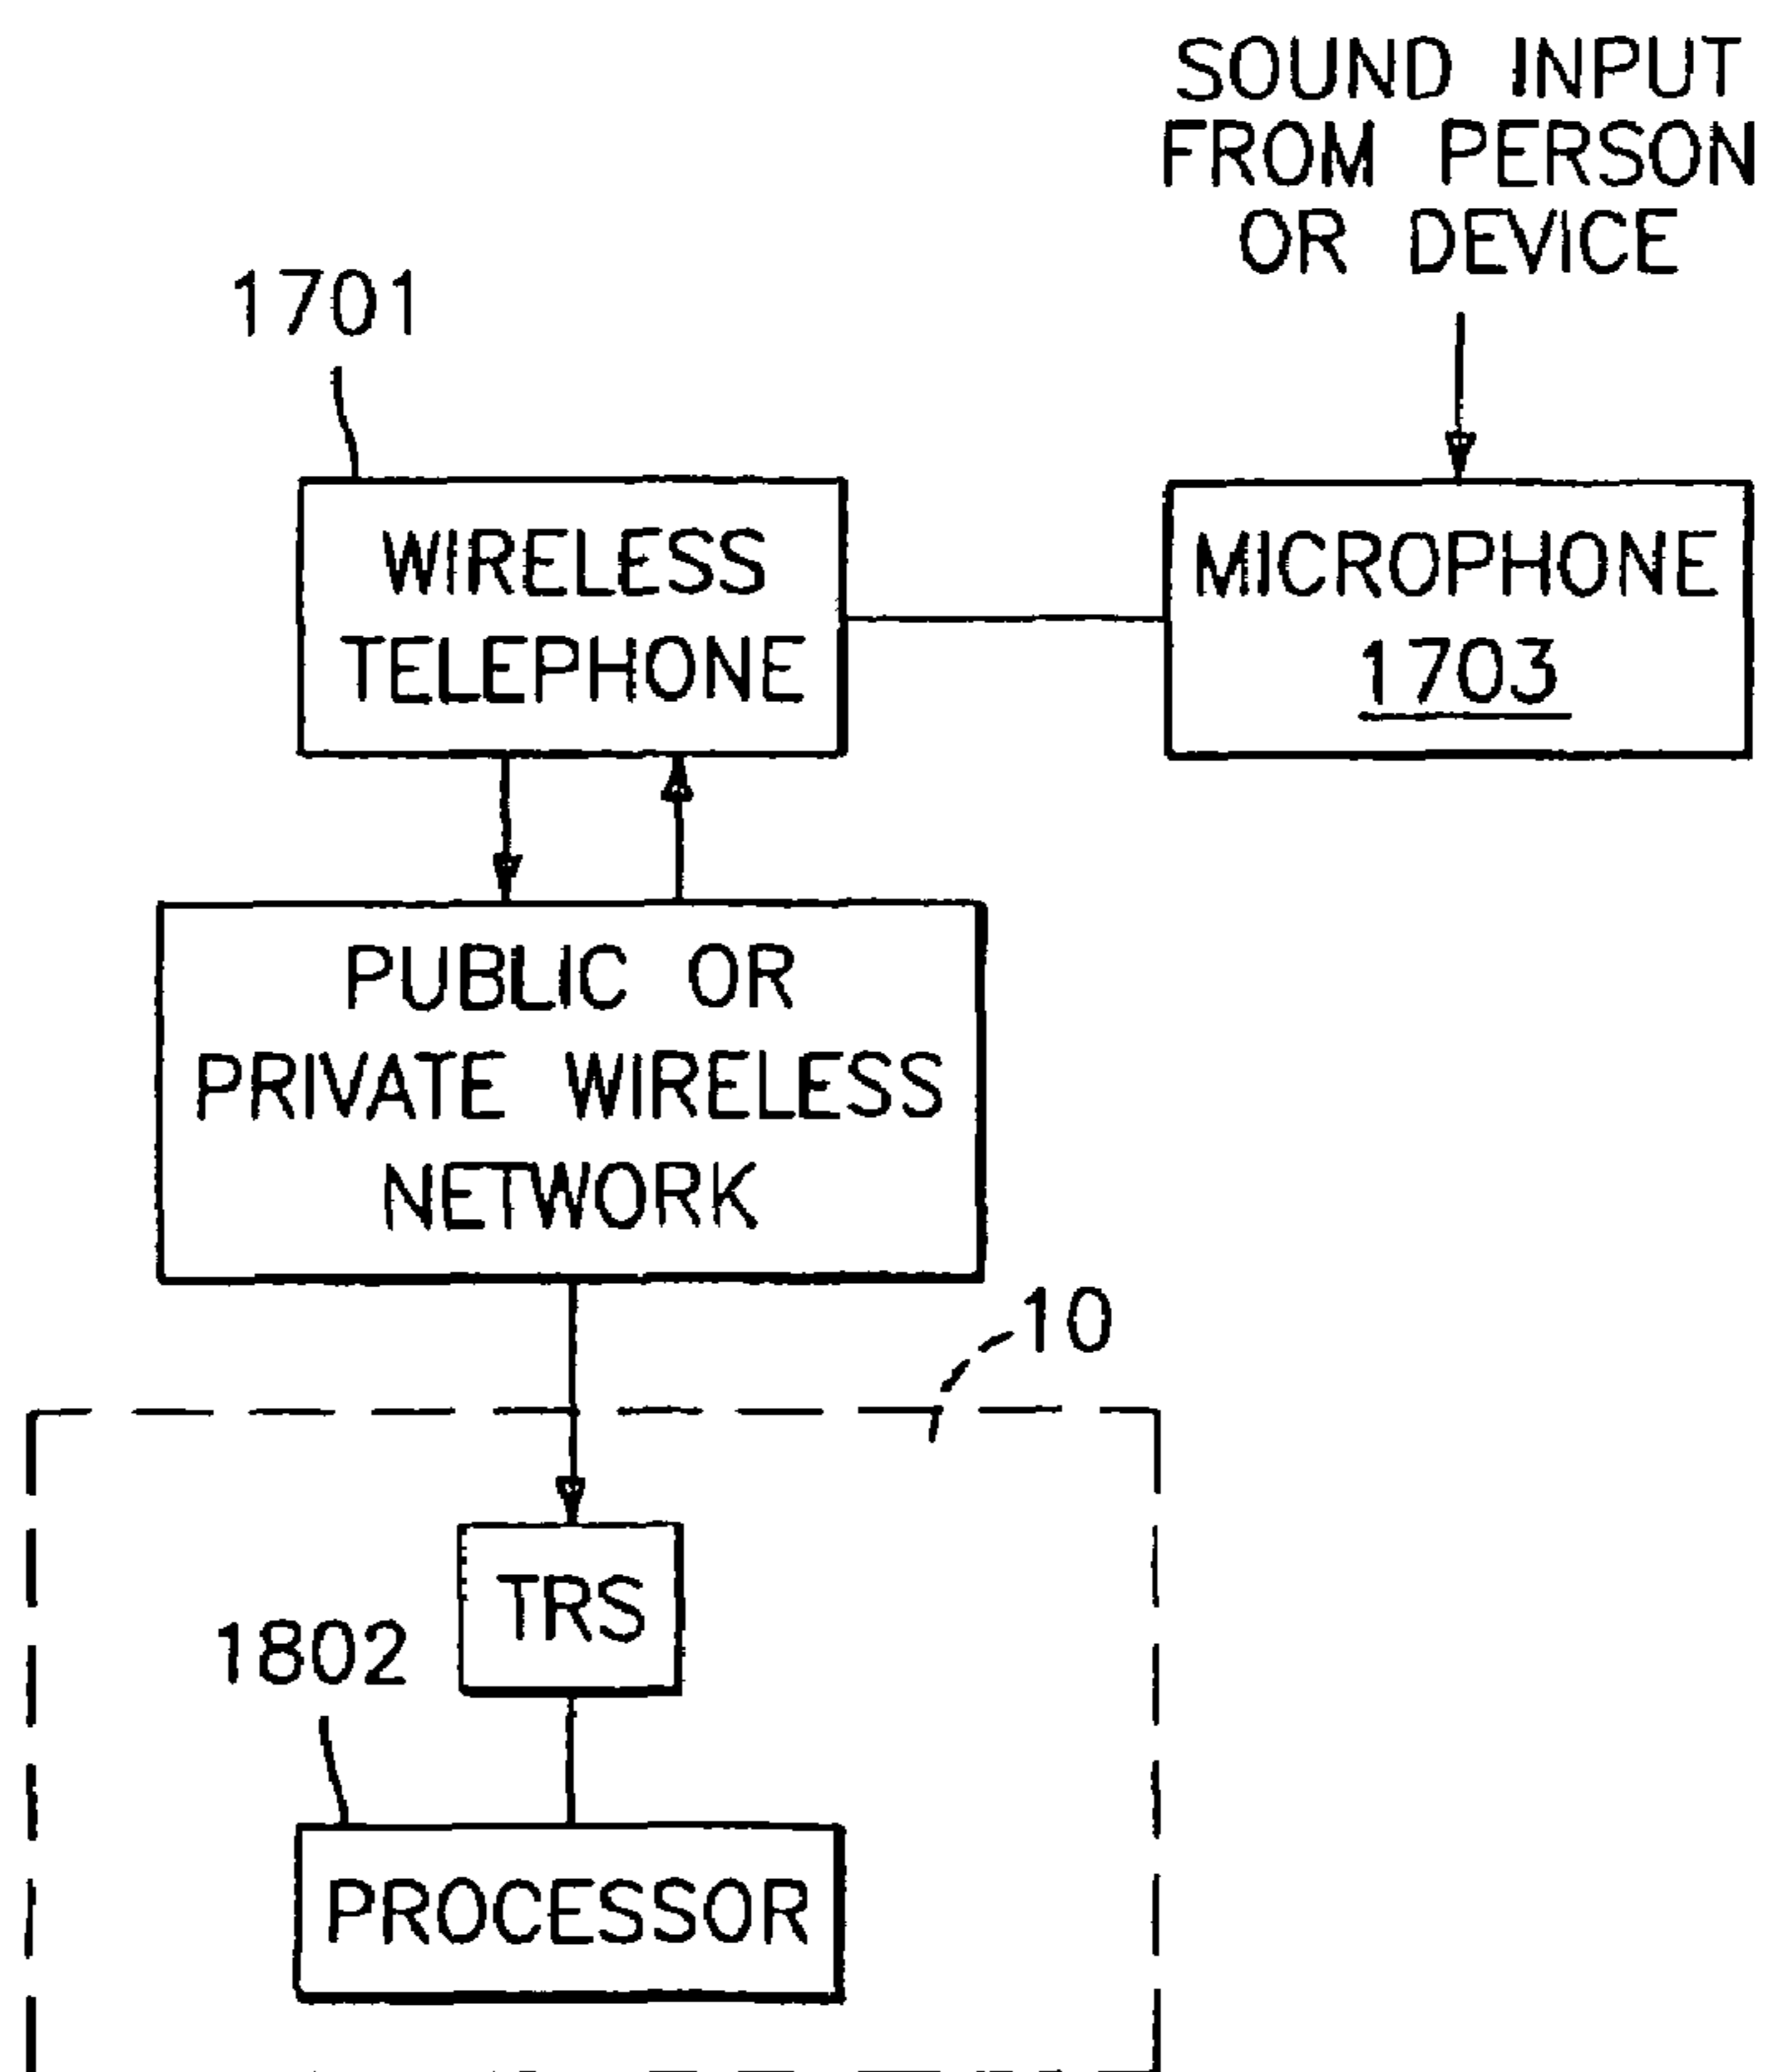 SOUND INPUT
FROM PERSON
OR DEVICE
1701
WIRELESS
TELEPHONE
MICROPHONE
1703
PUBLIC OR
PRIVATE WIRELESS
NETWORK
10
TRS
1802
PROCESSOR